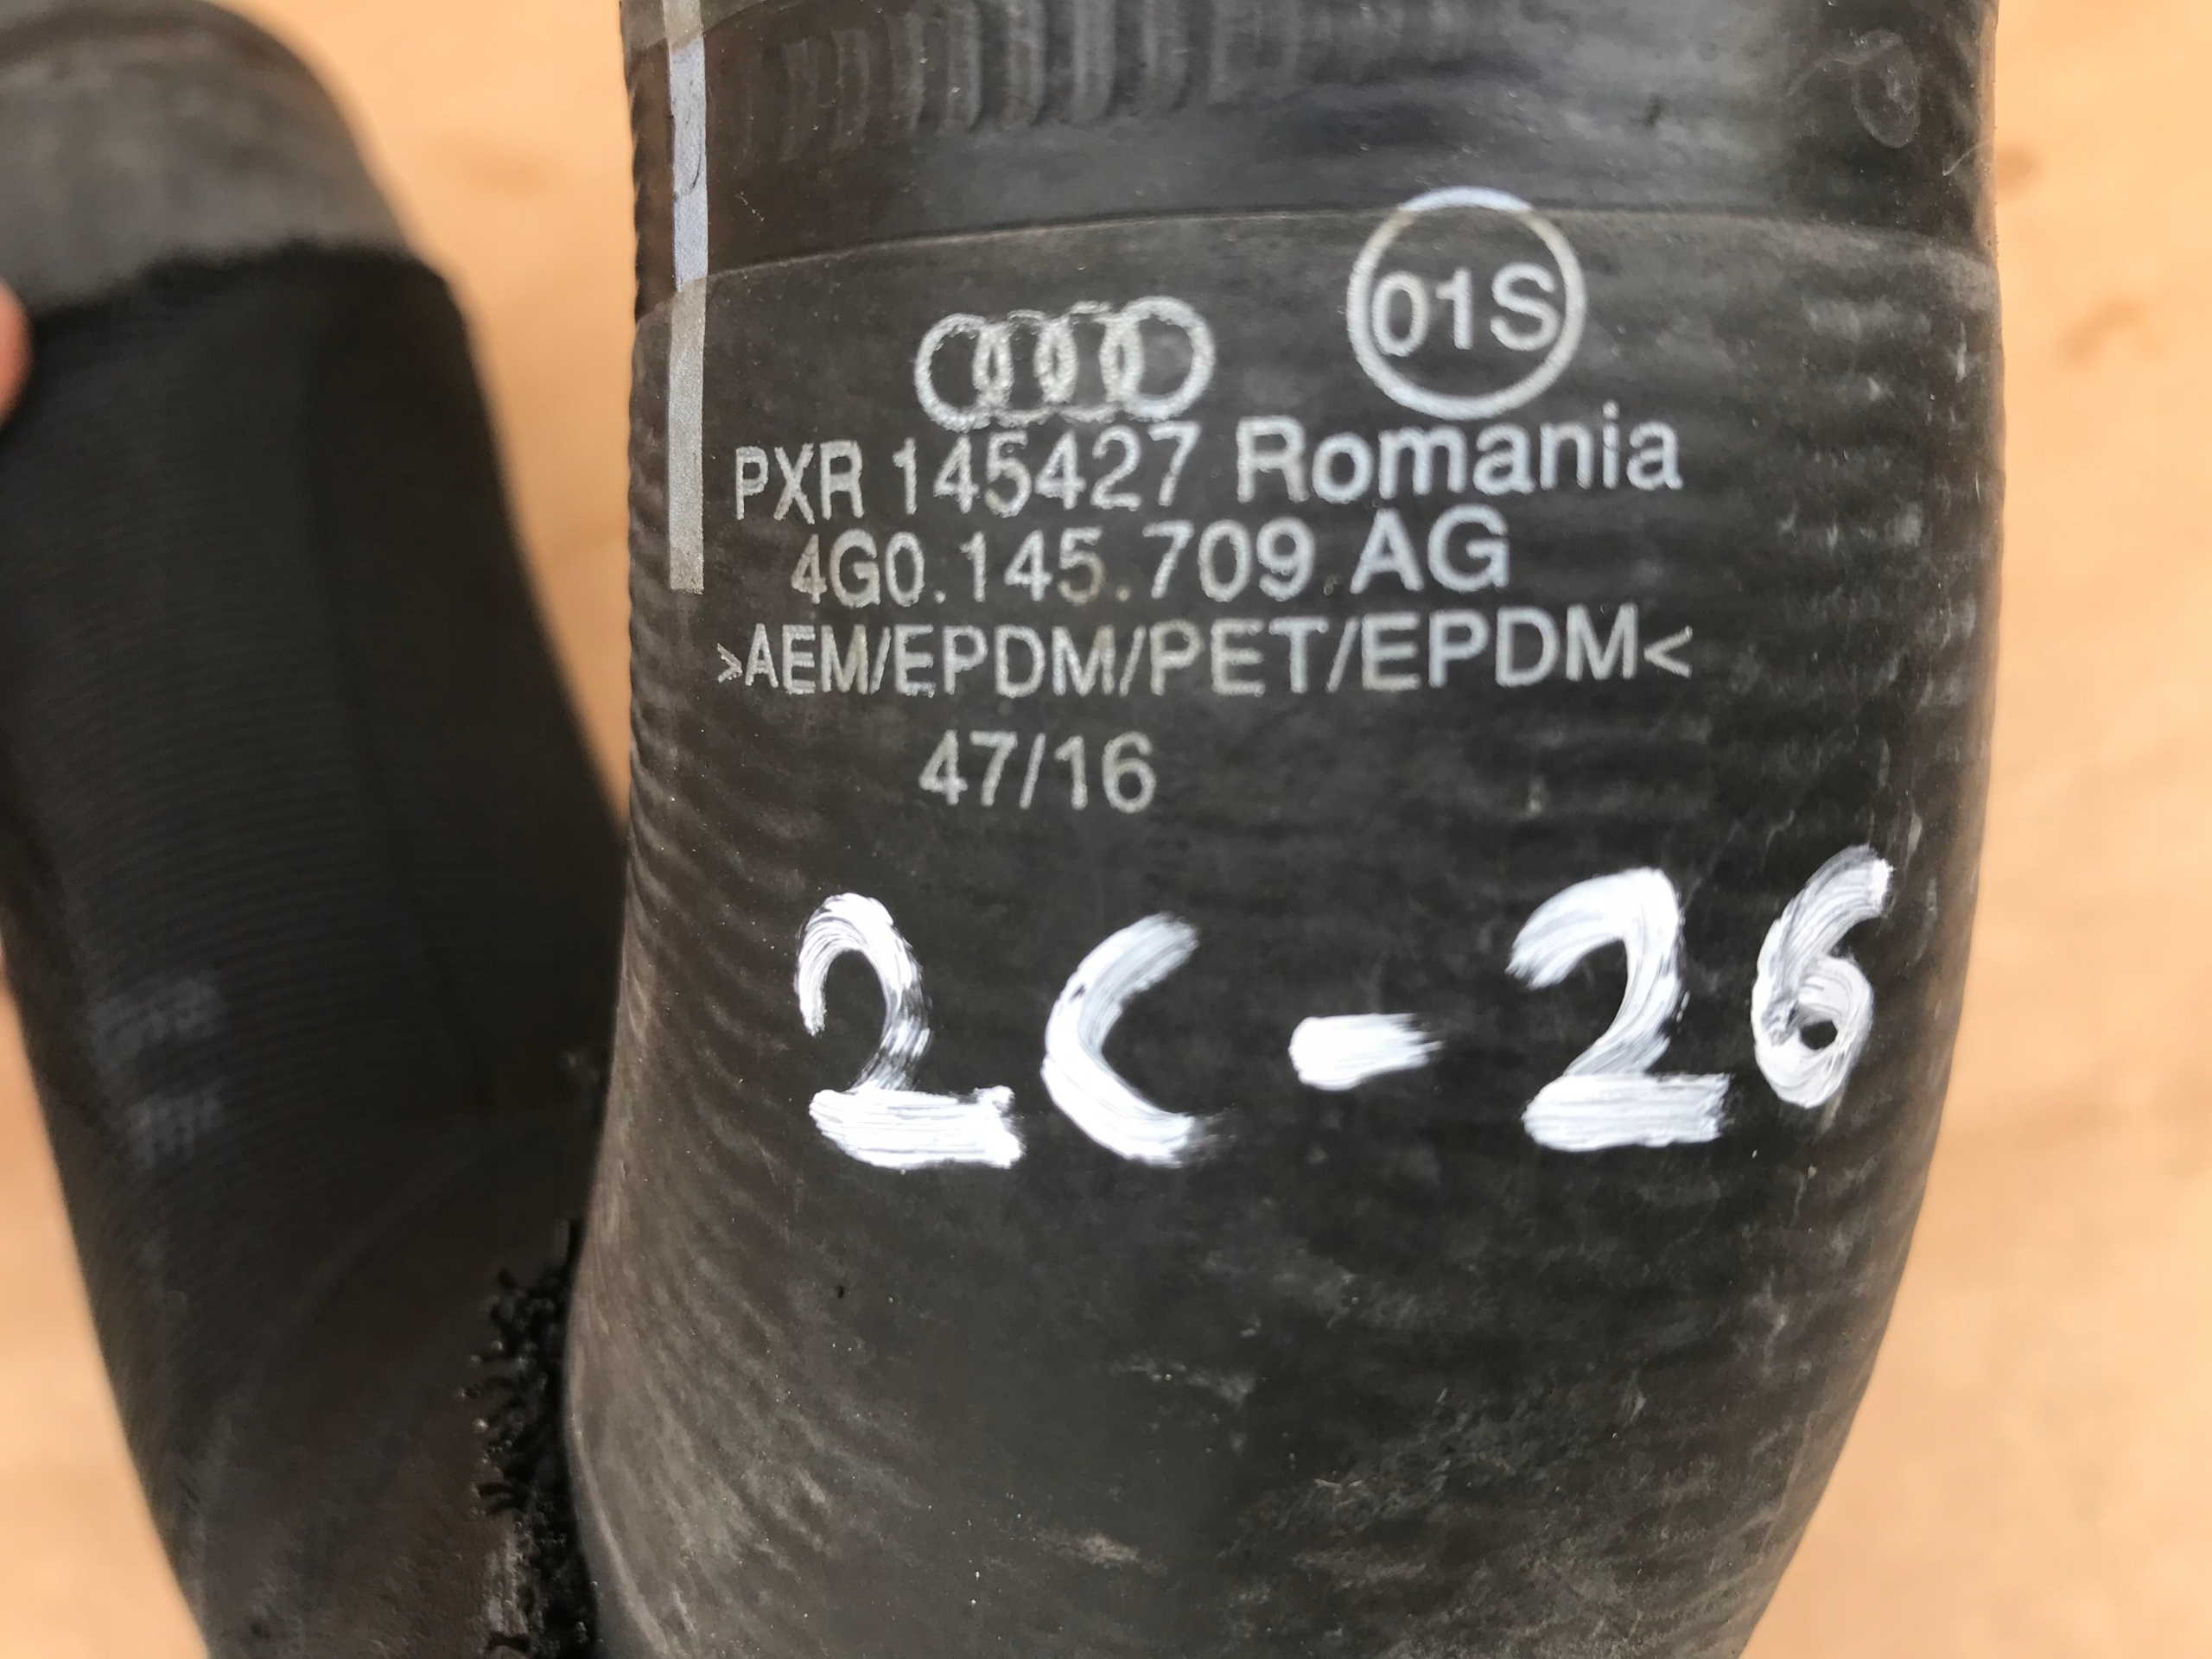 01S
PXR 145427 Romania
4G0.145.709.AG
>AEM/EPDM/PET/EPDM<
47/16
2C-26